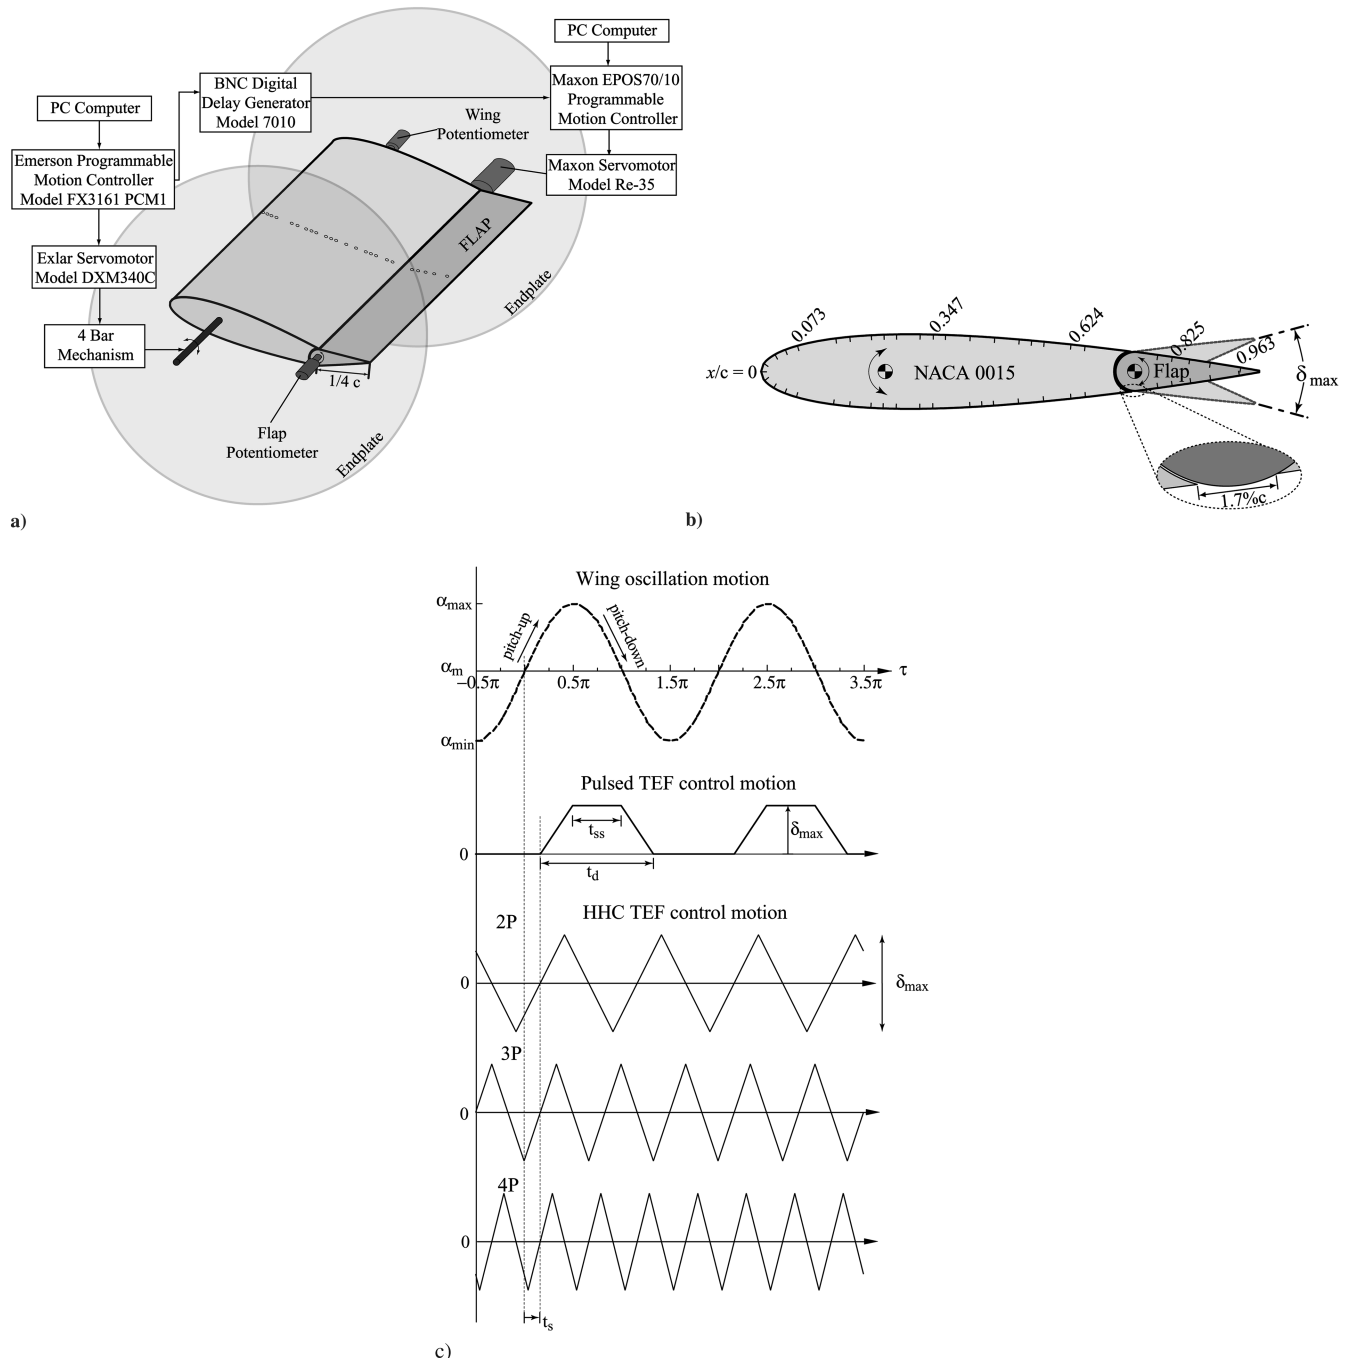 PC Computer
Emerson Programmable
Motion Controller
Model FX3161 PCM1
Exlar Servomotor
Model DXM340C
4 Bar
Mechanism
BNC Digital
Delay Generator
Model 7010
PC Computer
Maxon EPOS70/10
Programmable
Motion Controller
Maxon Servomotor
Model Re-35
Wing
Potentiometer
FLAP
Endplate
1/4 c
Flap
Potentiometer
Endplate
a)
0.073
0.347
0.624
0.825
0.963
x/c = 0
NACA 0015
Flap
δmax
1.7%c
b)
Wing oscillation motion
αmax
pitch-up
pitch-down
αm
τ
−0.5π
0.5π
1.5π
2.5π
3.5π
αmin
Pulsed TEF control motion
tss
δmax
0
td
HHC TEF control motion
2P
0
δmax
3P
0
4P
0
ts
c)